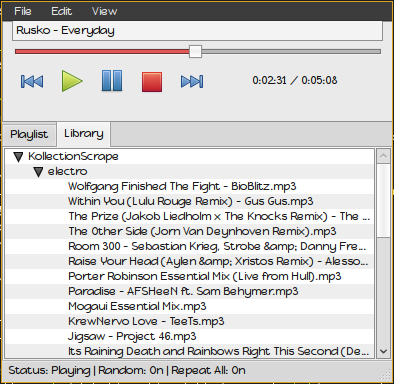 File Edit View
Rusko - Everyday
0:02:31 / 0:05:08
Playlist Library
KollectionScrape
electro
Wolfgang Finished The Fight - BioBlitz.mp3
Within You (Lulu Rouge Remix) - Gus Gus.mp3
The Prize (Jakob Liedholm x The Knocks Remix) - The ...
The Other Side (Jorn Van Deynhoven Remix).mp3
Room 300 - Sebastian Krieg, Strobe &amp; Danny Fre...
Raise Your Head (Aylen &amp; Xristos Remix) - Alesso...
Porter Robinson Essential Mix (Live from Hull).mp3
Paradise - AFSHeeN ft. Sam Behymer.mp3
Mogaui Essential Mix.mp3
KrewNervo Love - TeeTs.mp3
Jigsaw - Project 46.mp3
Its Raining Death and Rainbows Right This Second (De...
Status: Playing | Random: On | Repeat All: On